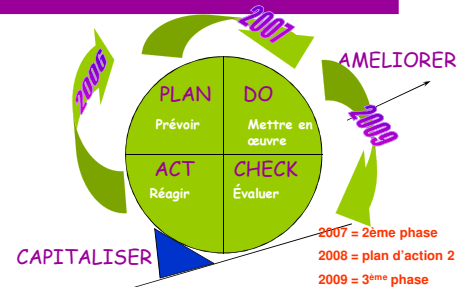 2007
2006
AMELIORER
PLAN
DO
Prévoir
Mettre en
œuvre
2009
ACT
CHECK
Réagir
Évaluer
CAPITALISER
2007 = 2ème phase
2008 = plan d'action 2
2009 = 3ème phase